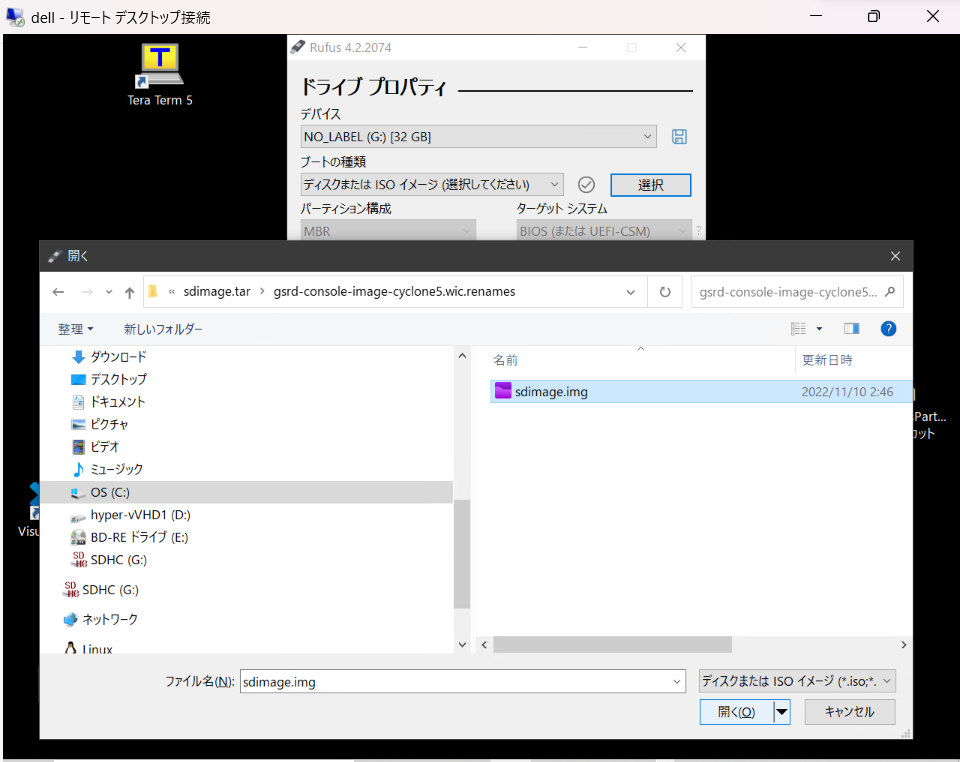 dell - リモート デスクトップ接続
T
Tera Term 5
Rufus 4.2.2074
ドライブ プロパティ
デバイス
NO_LABEL (G:) [32 GB]
ブートの種類
ディスクまたは ISO イメージ (選択してください)
選択
パーティション構成
ターゲット システム
MBR
BIOS (または UEFI-CSM)
?
開く
« sdimage.tar › gsrd-console-image-cyclone5.wic.renames
gsrd-console-image-cyclone5...
整理
新しいフォルダー
?
ダウンロード
デスクトップ
ドキュメント
ピクチャ
ビデオ
ミュージック
OS (C:)
hyper-vVHD1 (D:)
BD-RE ドライブ (E:)
SDHC (G:)
SDHC (G:)
ネットワーク
Linux
名前
更新日時
sdimage.img
2022/11/10 2:46
Part...
ット
Visu
ファイル名(N):
sdimage.img
ディスクまたは ISO イメージ (*.iso;*.
開く(O)
キャンセル